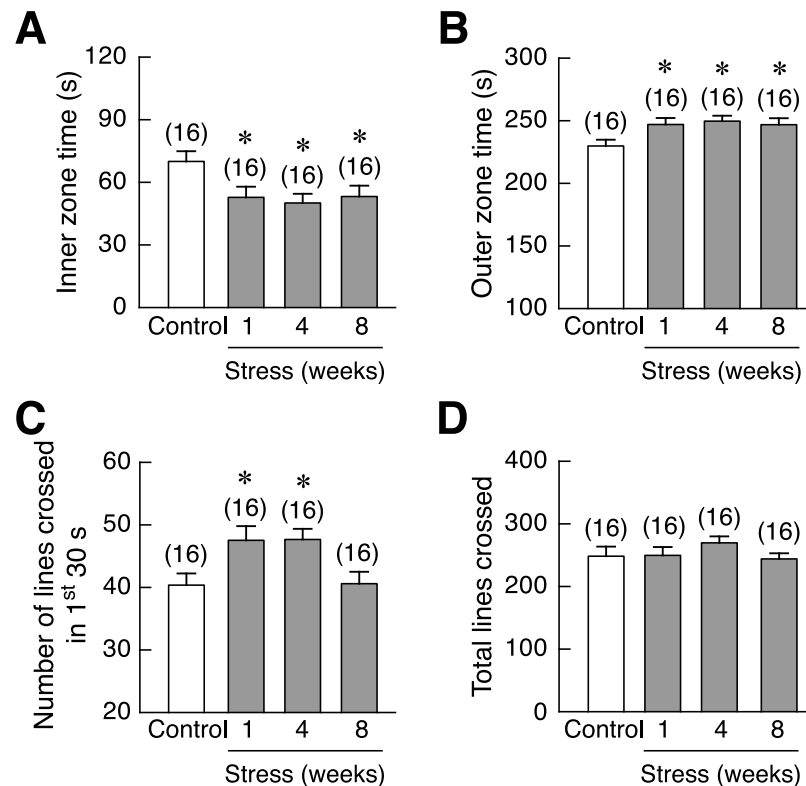 A
Inner zone time (s)
120
90
60
30
0
(16)
*
(16)
*
(16)
*
(16)
Control 1 4 8
Stress (weeks)
B
Outer zone time (s)
300
250
200
150
100
(16)
*
(16)
*
(16)
*
(16)
Control 1 4 8
Stress (weeks)
C
Number of lines crossed
in 1st 30 s
60
50
40
30
20
(16)
*
(16)
*
(16)
(16)
Control 1 4 8
Stress (weeks)
D
Total lines crossed
400
300
200
100
0
(16)
(16)
(16)
(16)
Control 1 4 8
Stress (weeks)